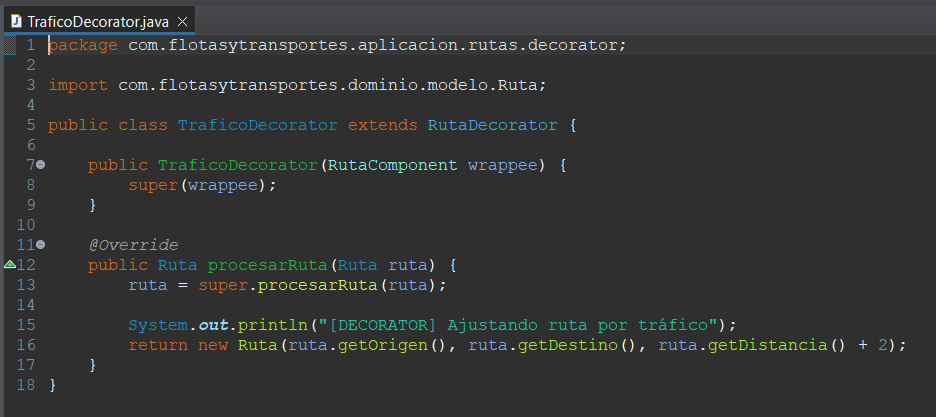 TraficoDecorator.java
1 package com.flotasytransportes.aplicacion.rutas.decorator;
2
3 import com.flotasytransportes.dominio.modelo.Ruta;
4
5 public class TraficoDecorator extends RutaDecorator {
6
7 public TraficoDecorator(RutaComponent wrappee) {
8 super(wrappee);
9 }
10
11 @Override
12 public Ruta procesarRuta(Ruta ruta) {
13 ruta = super.procesarRuta(ruta);
14
15 System.out.println("[DECORATOR] Ajustando ruta por tráfico");
16 return new Ruta(ruta.getOrigen(), ruta.getDestino(), ruta.getDistancia() + 2);
17 }
18 }